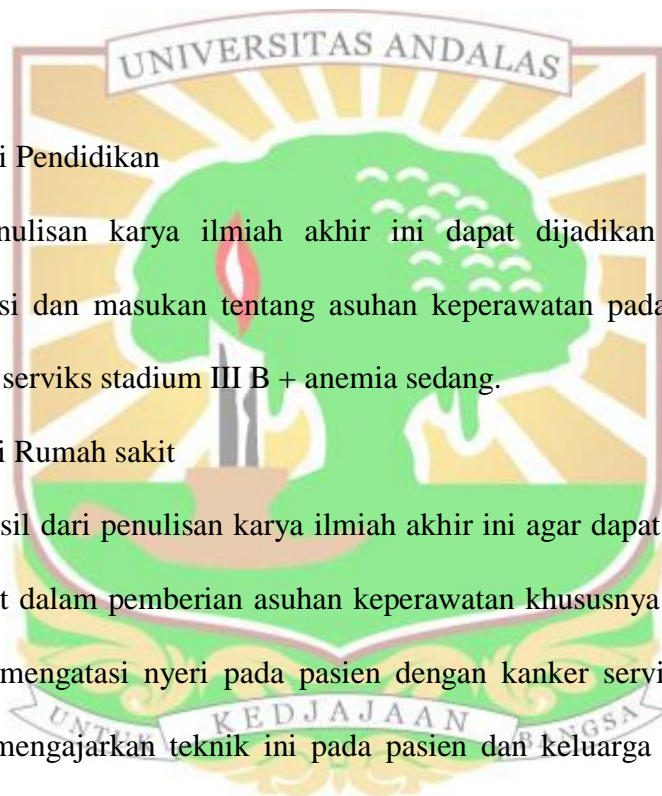 UNIVERSITAS ANDALAS
i Pendidikan
nulisan karya ilmiah akhir ini dapat dijadikan
si dan masukan tentang asuhan keperawatan pada
serviks stadium III B + anemia sedang.
i Rumah sakit
sil dari penulisan karya ilmiah akhir ini agar dapat
t dalam pemberian asuhan keperawatan khususnya
mengatasi nyeri pada pasien dengan kanker servi
UNTUK KEDJAJAAN BANGSA
mengajarkan teknik ini pada pasien dan keluarga